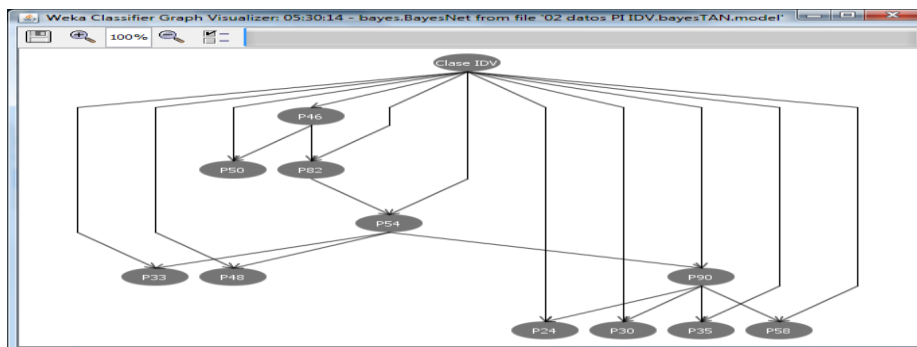 Weka Classifier Graph Visualizer: 05:30:14 - bayes.BayesNet from file '02 datos PI IDV.bayesTAN.model'
100%
Clase IDV
P46
P50 P82
P54
P33 P48 P90
P24 P30 P35 P58